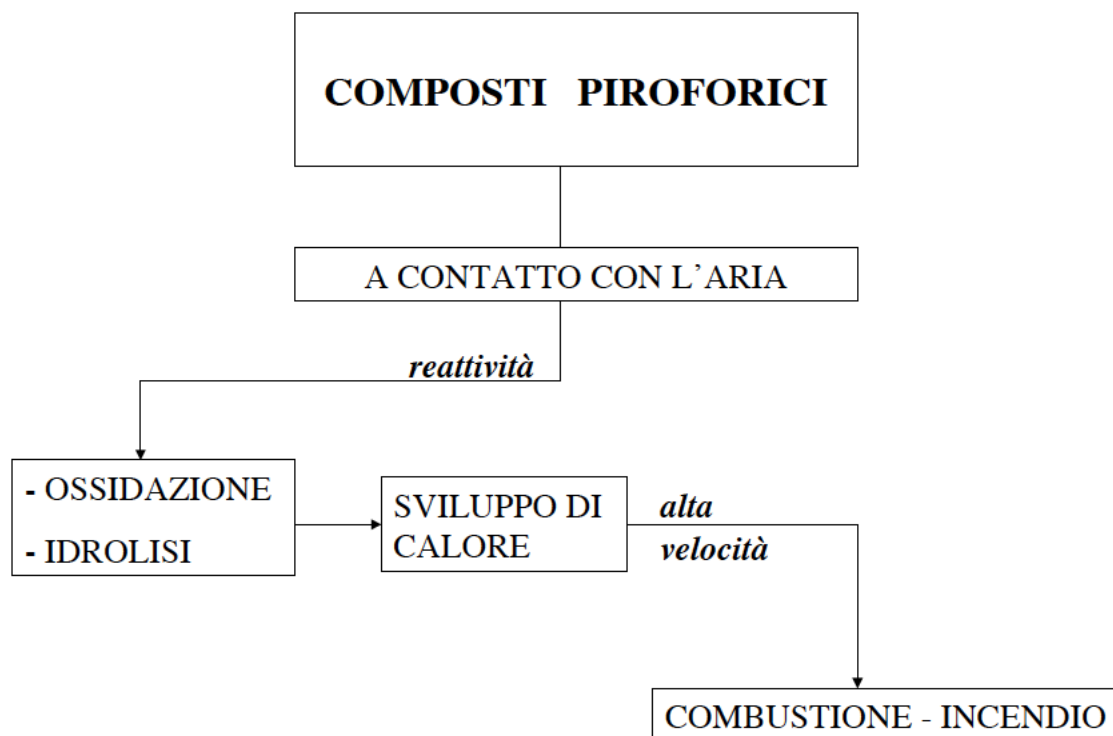 COMPOSTI PIROFORICI
A CONTATTO CON L’ARIA
reattività
- OSSIDAZIONE
- IDROLISI
SVILUPPO DI
CALORE
alta
velocità
COMBUSTIONE - INCENDIO